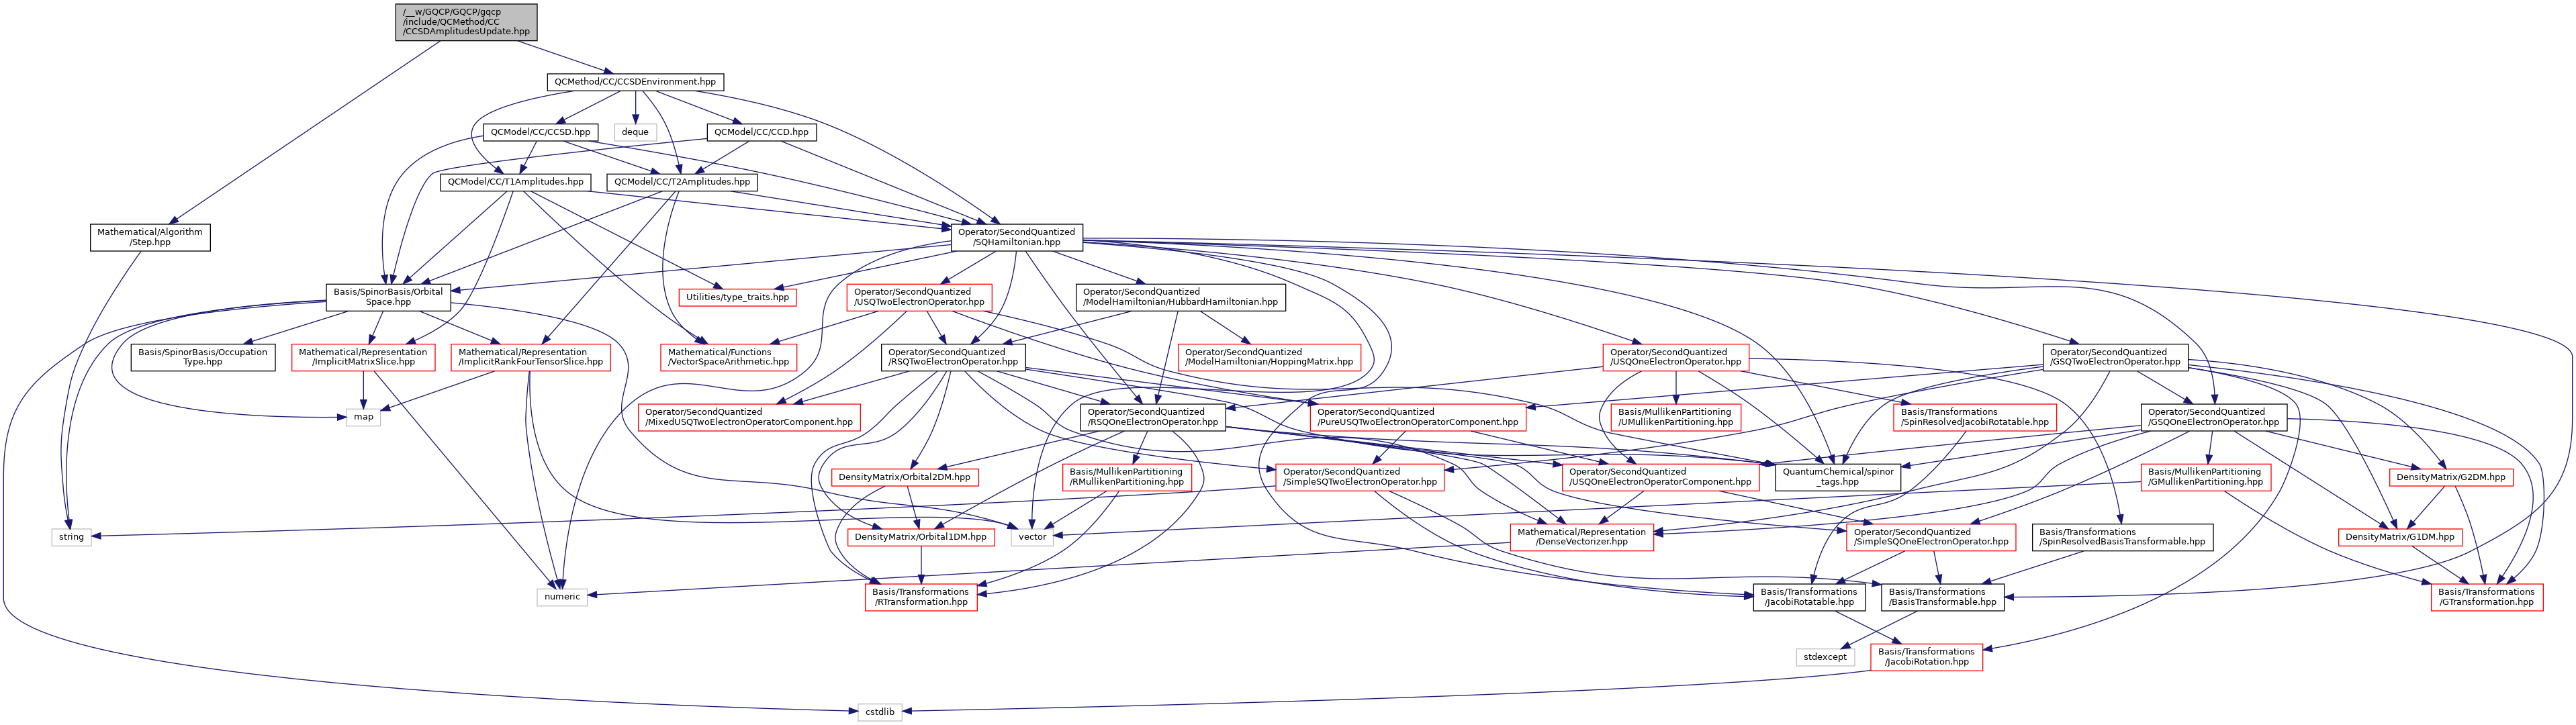 /__w/GQCP/GQCP/gqcp
/include/QCMethod/CC
/CCSDAmplitudesUpdate.hpp
QCMethod/CC/CCSDEnvironment.hpp
QCModel/CC/CCSD.hpp
deque
QCModel/CC/CCD.hpp
QCModel/CC/T1Amplitudes.hpp
QCModel/CC/T2Amplitudes.hpp
Mathematical/Algorithm
/Step.hpp
Operator/SecondQuantized
/SQHamiltonian.hpp
Basis/SpinorBasis/Orbital
Space.hpp
Utilities/type_traits.hpp
Operator/SecondQuantized
/USQTwoElectronOperator.hpp
Operator/SecondQuantized
/ModelHamiltonian/HubbardHamiltonian.hpp
Basis/SpinorBasis/Occupation
Type.hpp
Mathematical/Representation
/ImplicitMatrixSlice.hpp
Mathematical/Representation
/ImplicitRankFourTensorSlice.hpp
Mathematical/Functions
/VectorSpaceArithmetic.hpp
Operator/SecondQuantized
/RSQTwoElectronOperator.hpp
Operator/SecondQuantized
/ModelHamiltonian/HoppingMatrix.hpp
Operator/SecondQuantized
/USQOneElectronOperator.hpp
Operator/SecondQuantized
/GSQTwoElectronOperator.hpp
map
Operator/SecondQuantized
/MixedUSQTwoElectronOperatorComponent.hpp
Operator/SecondQuantized
/RSQOneElectronOperator.hpp
Operator/SecondQuantized
/PureUSQTwoElectronOperatorComponent.hpp
Basis/MullikenPartitioning
/UMullikenPartitioning.hpp
Basis/Transformations
/SpinResolvedJacobiRotatable.hpp
Operator/SecondQuantized
/GSQOneElectronOperator.hpp
DensityMatrix/Orbital2DM.hpp
Basis/MullikenPartitioning
/RMullikenPartitioning.hpp
Operator/SecondQuantized
/SimpleSQTwoElectronOperator.hpp
Operator/SecondQuantized
/USQOneElectronOperatorComponent.hpp
QuantumChemical/spinor
_tags.hpp
Basis/MullikenPartitioning
/GMullikenPartitioning.hpp
DensityMatrix/G2DM.hpp
string
DensityMatrix/Orbital1DM.hpp
vector
Mathematical/Representation
/DenseVectorizer.hpp
Operator/SecondQuantized
/SimpleSQOneElectronOperator.hpp
Basis/Transformations
/SpinResolvedBasisTransformable.hpp
DensityMatrix/G1DM.hpp
numeric
Basis/Transformations
/RTransformation.hpp
Basis/Transformations
/JacobiRotatable.hpp
Basis/Transformations
/BasisTransformable.hpp
Basis/Transformations
/GTransformation.hpp
stdexcept
Basis/Transformations
/JacobiRotation.hpp
cstdlib